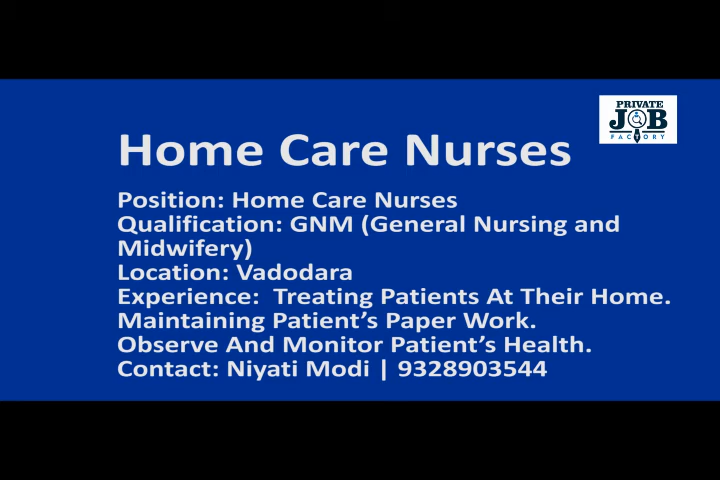 PRIVATE
JOB
FACTORY
Home Care Nurses
Position: Home Care Nurses
Qualification: GNM (General Nursing and
Midwifery)
Location: Vadodara
Experience:  Treating Patients At Their Home.
Maintaining Patient’s Paper Work.
Observe And Monitor Patient’s Health.
Contact: Niyati Modi | 9328903544